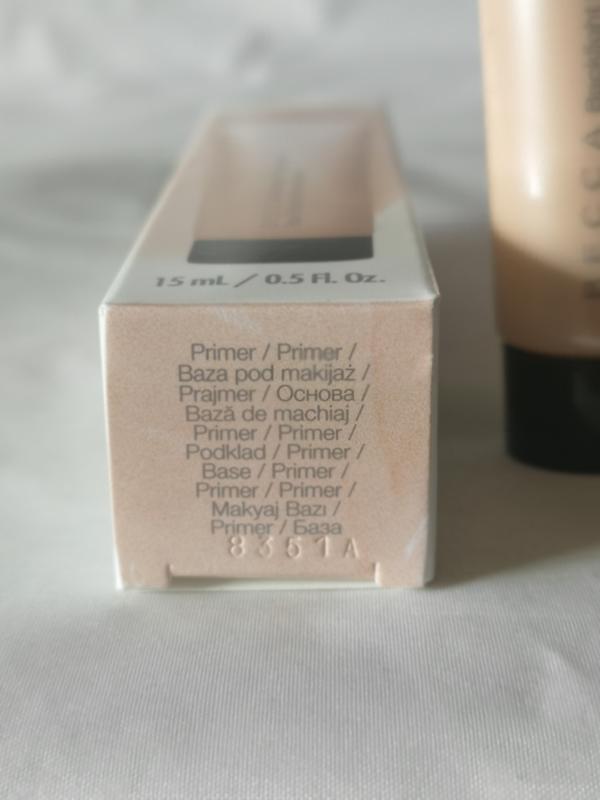 15 mL / 0.5 Fl. Oz.
Primer / Primer /
Baza pod makijaż /
Prajmer / Основа /
Bază de machiaj /
Primer / Primer /
Podklad / Primer /
Base / Primer /
Primer / Primer /
Makyaj Bazı /
Primer / База
8351A
BECCA